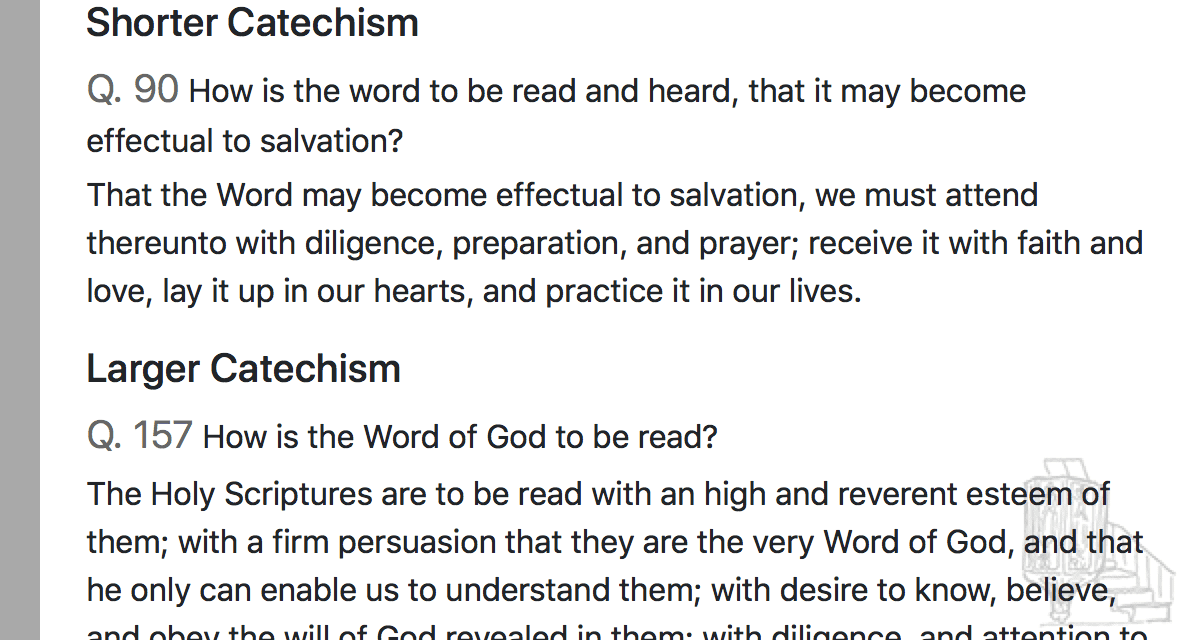 Shorter Catechism
Q. 90 How is the word to be read and heard, that it may become
effectual to salvation?
That the Word may become effectual to salvation, we must attend
thereunto with diligence, preparation, and prayer; receive it with faith and
love, lay it up in our hearts, and practice it in our lives.
Larger Catechism
Q. 157 How is the Word of God to be read?
The Holy Scriptures are to be read with an high and reverent esteem of
them; with a firm persuasion that they are the very Word of God, and that
he only can enable us to understand them; with desire to know, believe,
and obey the will of God revealed in them; with diligence, and attention to